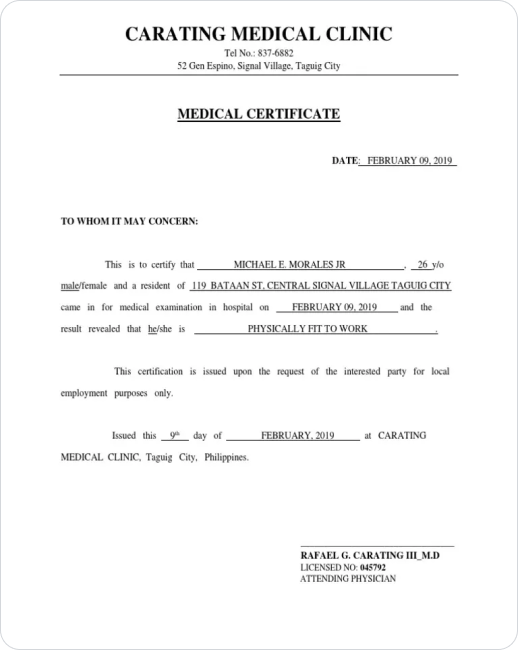 CARATING MEDICAL CLINIC
Tel No.: 837-6882
52 Gen Espino, Signal Village, Taguig City
MEDICAL CERTIFICATE
DATE: FEBRUARY 09, 2019
TO WHOM IT MAY CONCERN:
This is to certify that MICHAEL E. MORALES JR , 26 y/o
male/female and a resident of 119 BATAAN ST, CENTRAL SIGNAL VILLAGE TAGUIG CITY
came in for medical examination in hospital on FEBRUARY 09, 2019 and the
result revealed that he/she is PHYSICALLY FIT TO WORK .
This certification is issued upon the request of the interested party for local
employment purposes only.
Issued this 9th day of FEBRUARY, 2019 at CARATING
MEDICAL CLINIC, Taguig City, Philippines.
RAFAEL G. CARATING III_M.D
LICENSED NO: 045792
ATTENDING PHYSICIAN